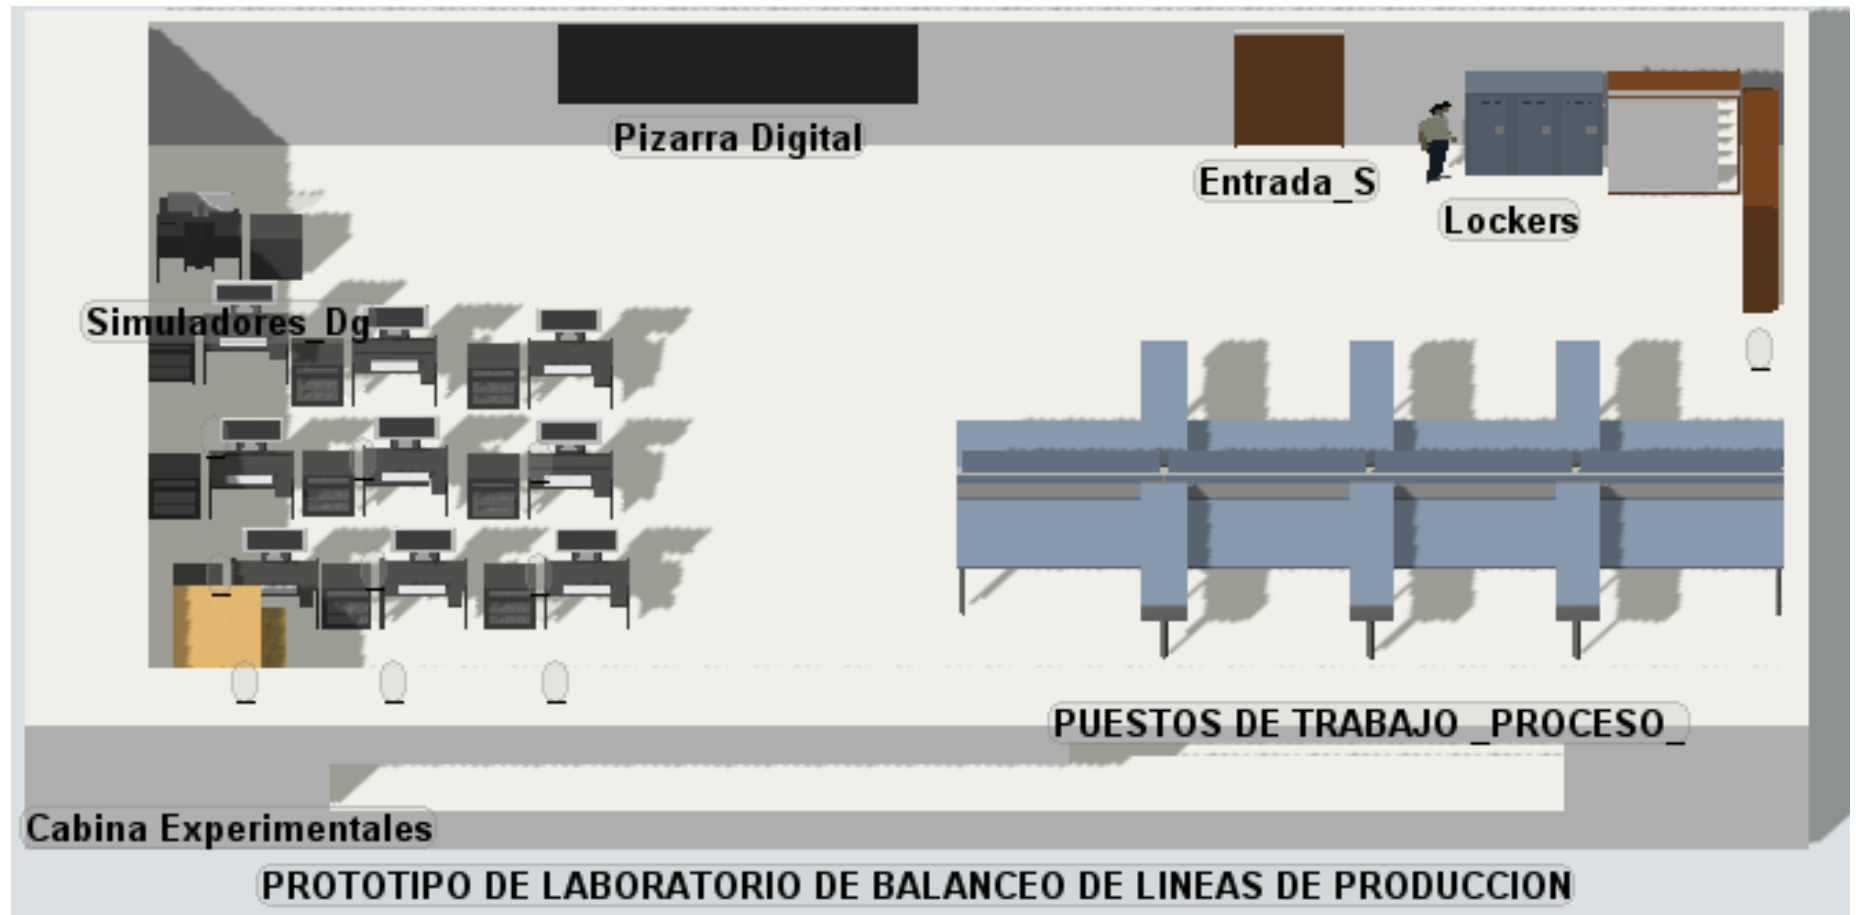 Pizarra Digital
Entrada_S
Lockers
Simuladores_Dg
PUESTOS DE TRABAJO _PROCESO_
Cabina Experimentales
PROTOTIPO DE LABORATORIO DE BALANCEO DE LINEAS DE PRODUCCION